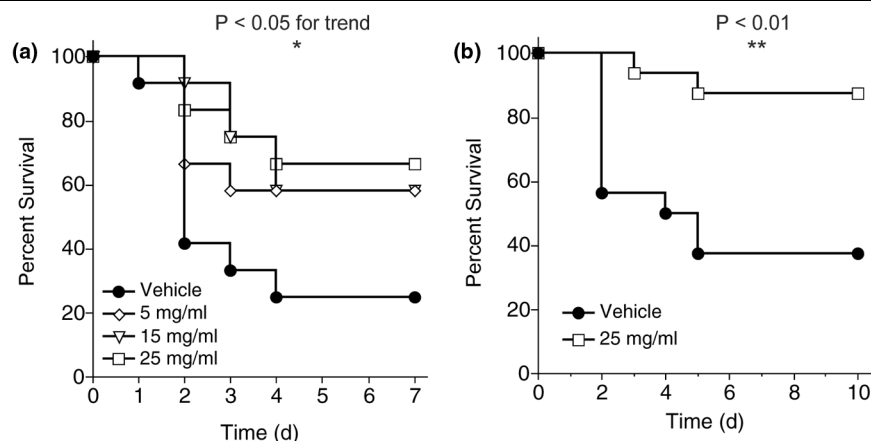 P < 0.05 for trend
*
(a)
100
80
60
40
20
0
Percent Survival
Vehicle
5 mg/ml
15 mg/ml
25 mg/ml
0 1 2 3 4 5 6 7
Time (d)
P < 0.01
**
(b)
100
80
60
40
20
0
Percent Survival
Vehicle
25 mg/ml
0 2 4 6 8 10
Time (d)